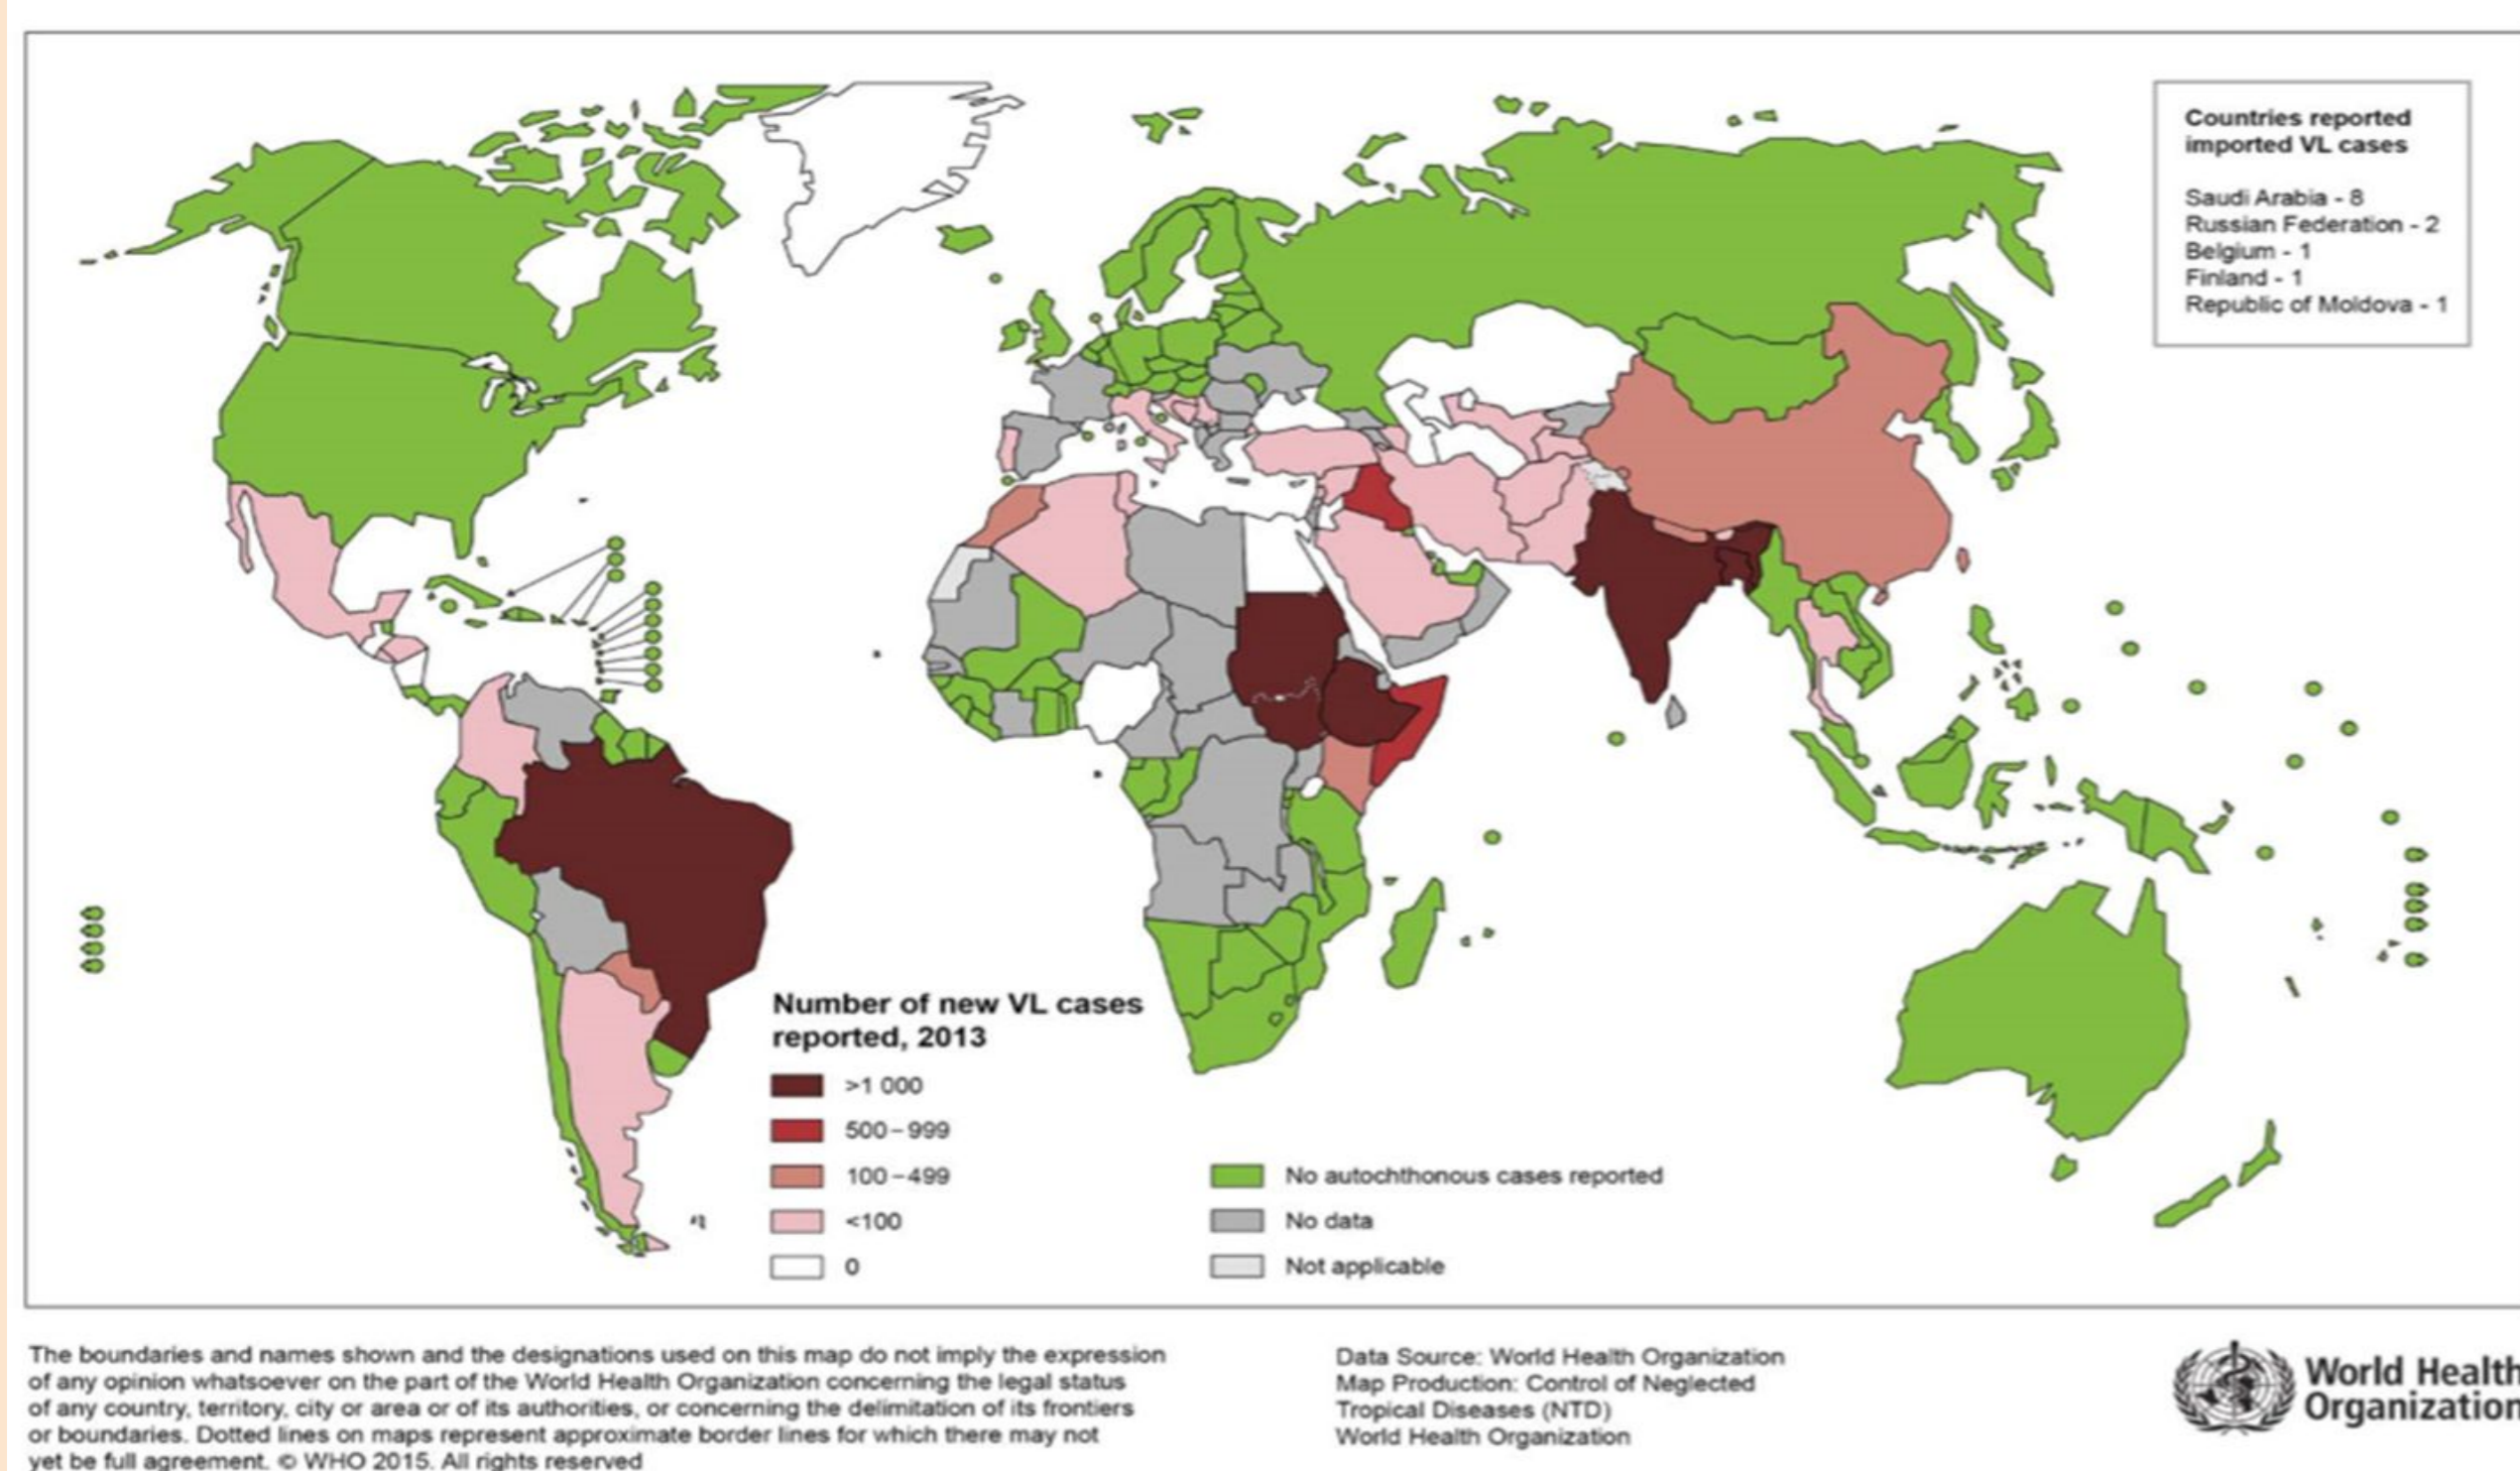 Countries reported
imported VL cases
Saudi Arabia - 8
Russian Federation - 2
Belgium - 1
Finland - 1
Republic of Moldova - 1
Number of new VL cases
reported, 2013
>1 000
500–999
100–499
<100
0
No autochthonous cases reported
No data
Not applicable
The boundaries and names shown and the designations used on this map do not imply the expression
of any opinion whatsoever on the part of the World Health Organization concerning the legal status
of any country, territory, city or area or of its authorities, or concerning the delimitation of its frontiers
or boundaries. Dotted lines on maps represent approximate border lines for which there may not
yet be full agreement. © WHO 2015. All rights reserved
Data Source: World Health Organization
Map Production: Control of Neglected
Tropical Diseases (NTD)
World Health Organization
World Health
Organization